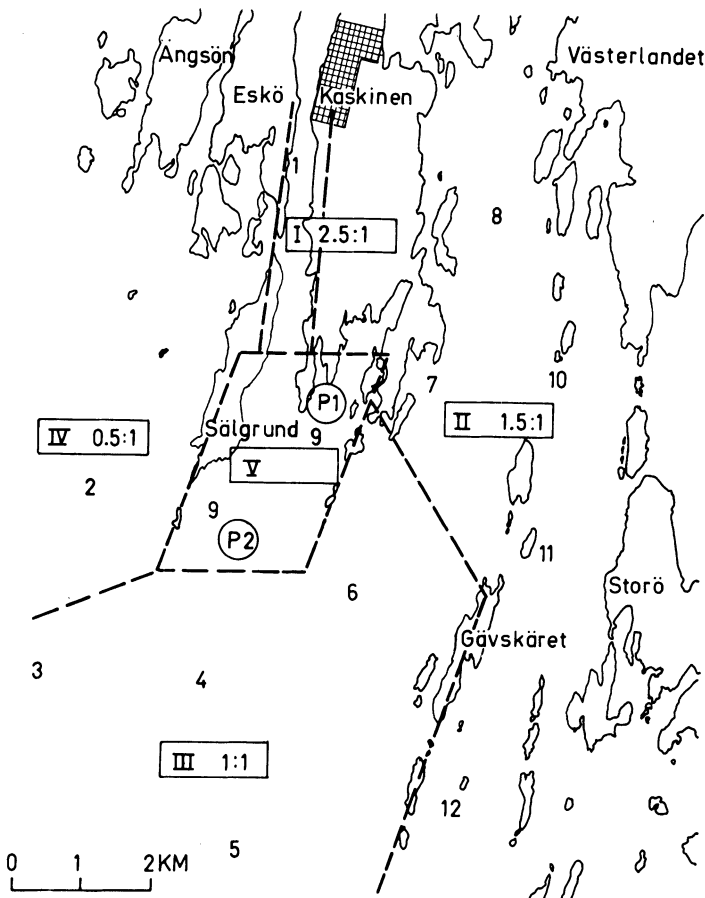 Ängsön
Västerlandet
Eskö
Kaskinen
1
8
I 2.5:1
7
10
P1
II 1.5:1
IV 0.5:1
Sälgrund
9
V
2
9
P2
11
6
Storö
Gävskäret
3
4
III 1:1
12
5
0 1 2KM